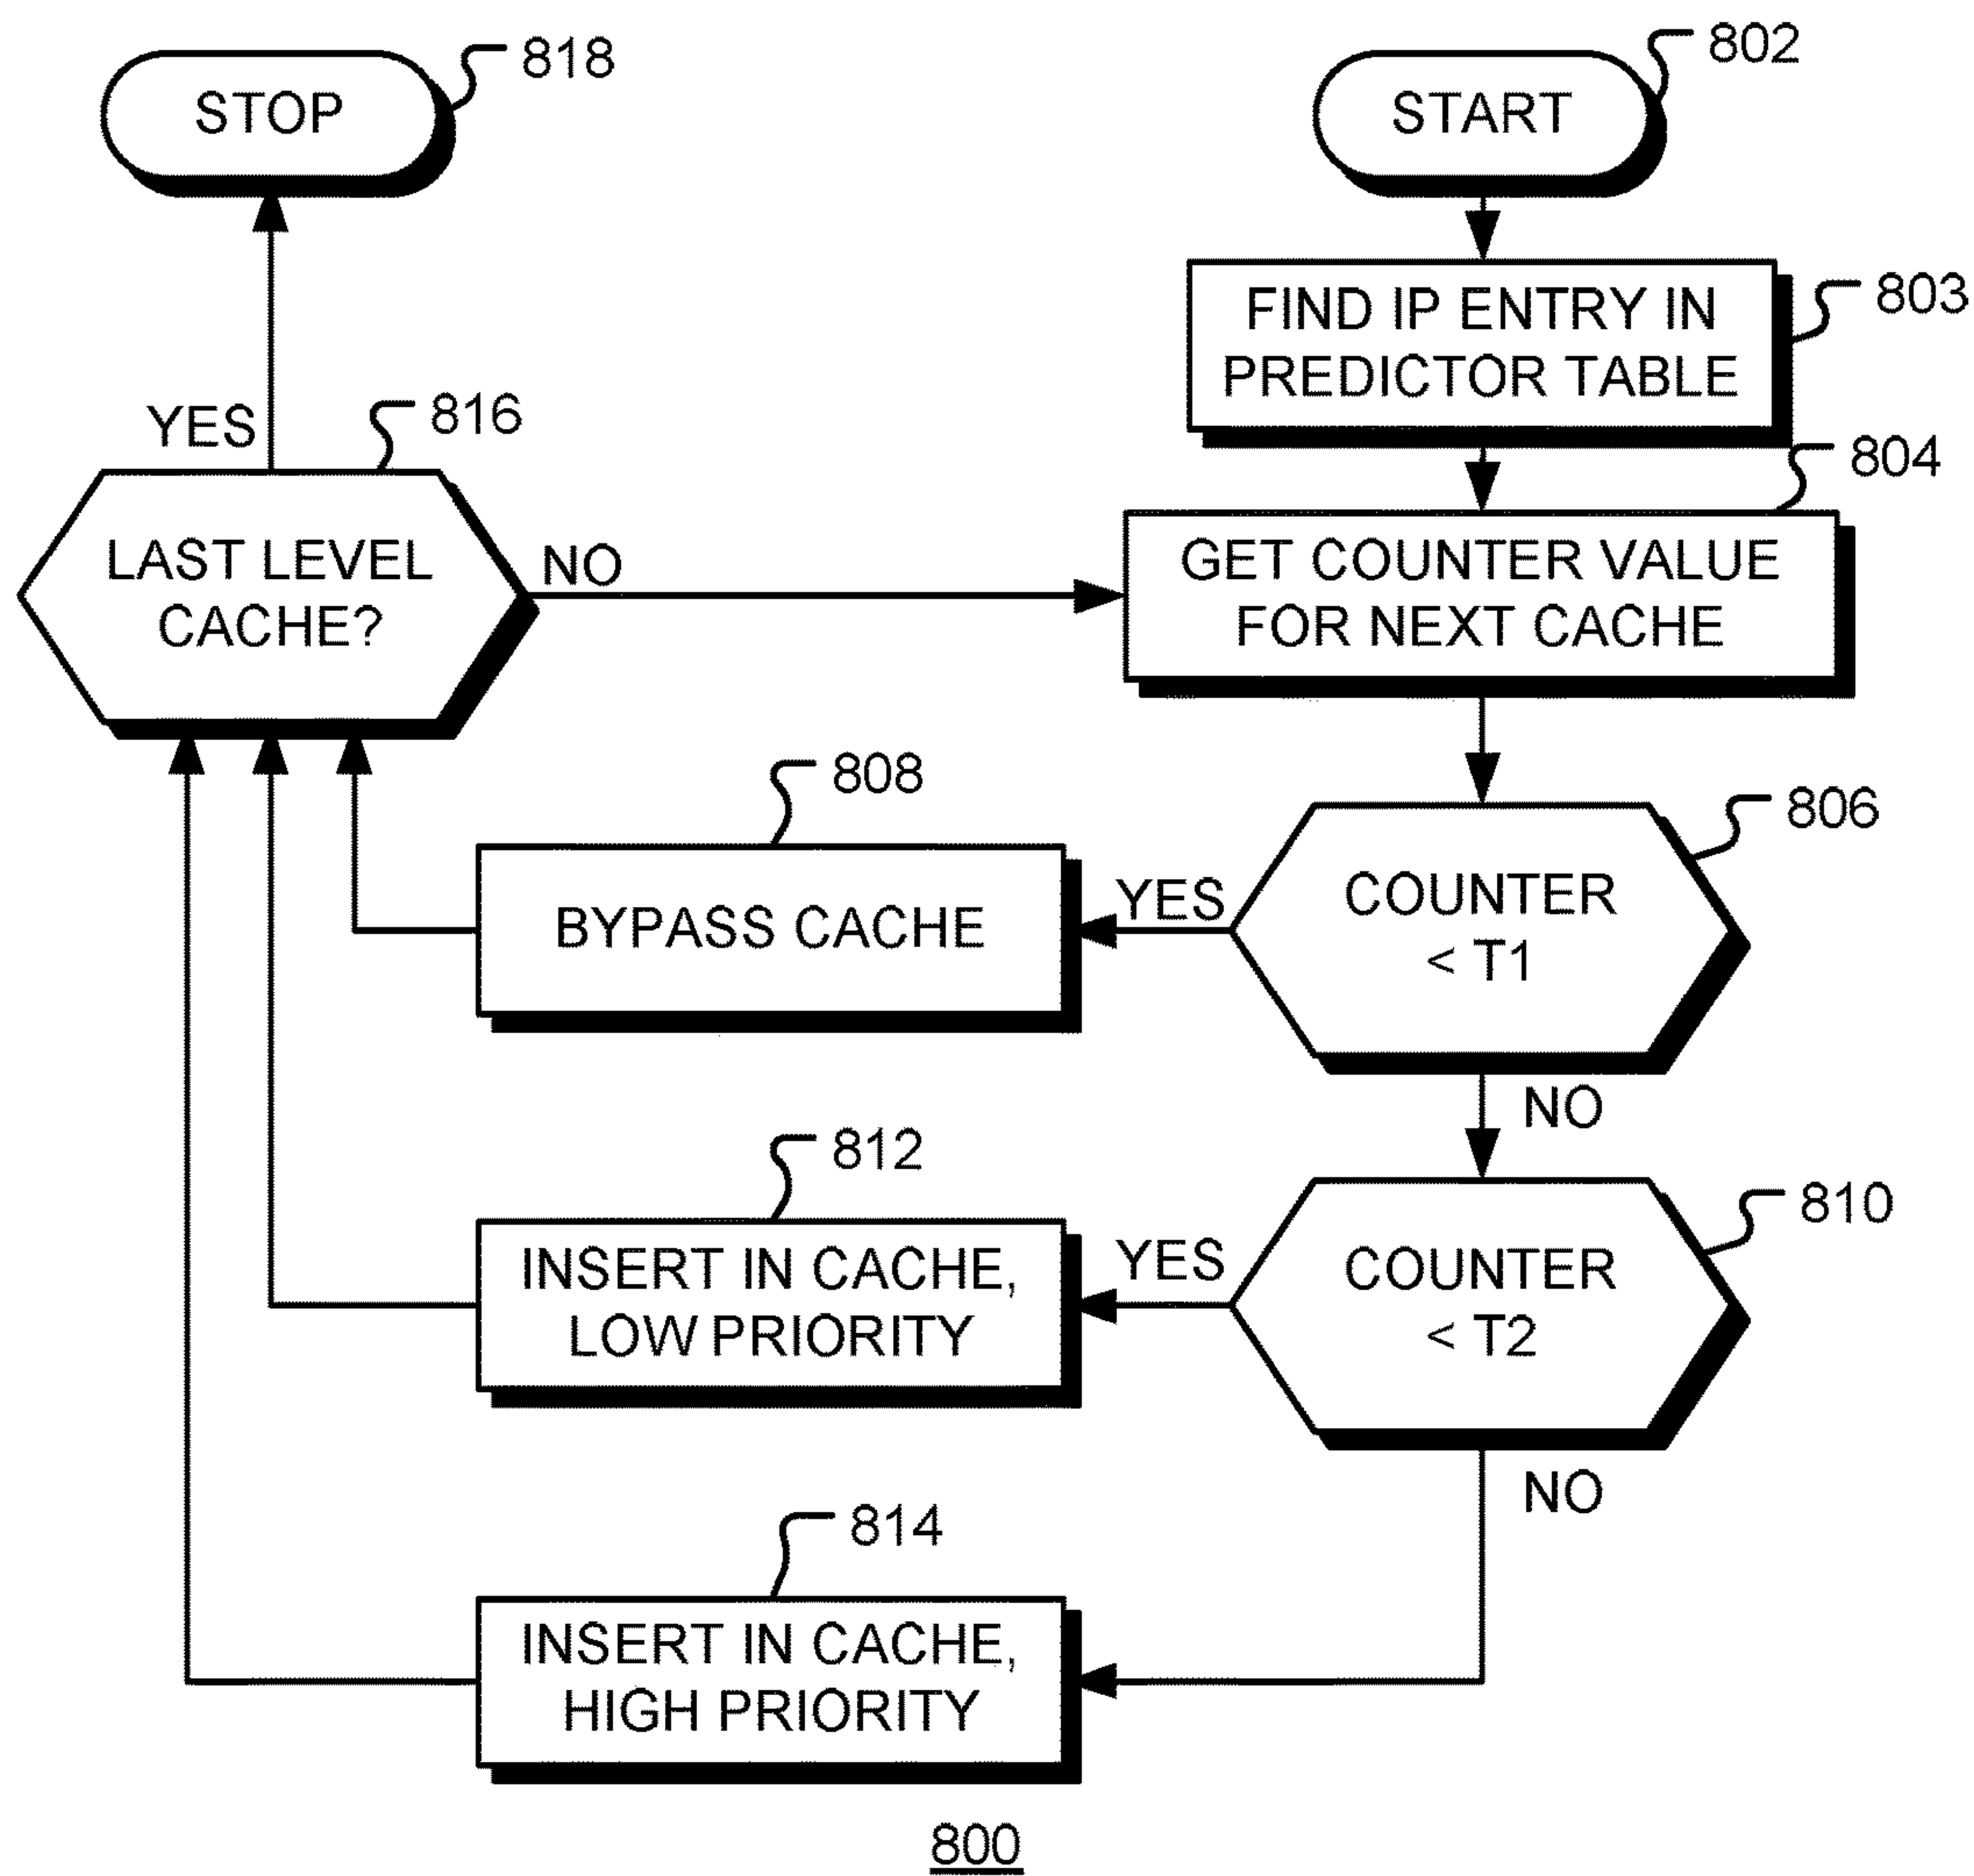 STOP
818
START
802
FIND IP ENTRY IN
PREDICTOR TABLE
803
YES
816
LAST LEVEL
CACHE?
NO
804
GET COUNTER VALUE
FOR NEXT CACHE
808
BYPASS CACHE
YES
806
COUNTER
< T1
NO
812
INSERT IN CACHE,
LOW PRIORITY
YES
810
COUNTER
< T2
NO
814
INSERT IN CACHE,
HIGH PRIORITY
800